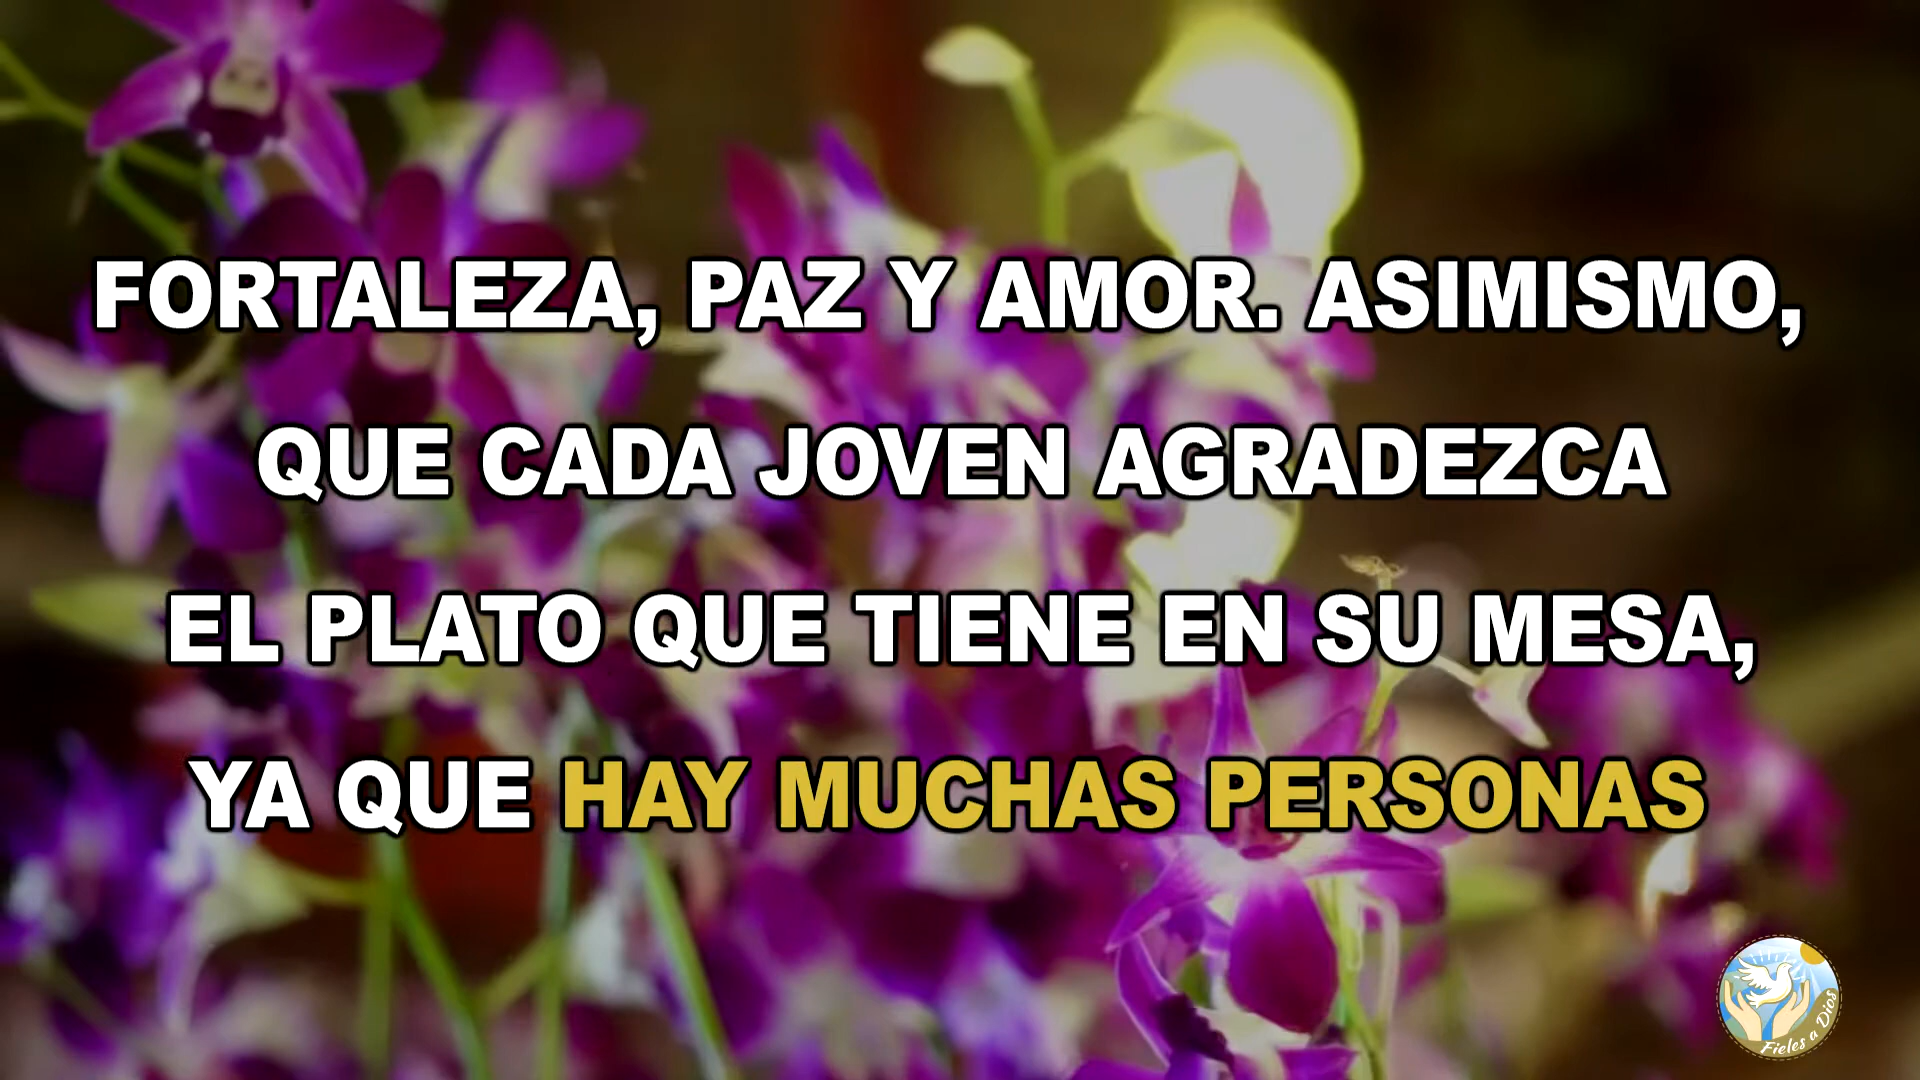 FORTALEZA, PAZ Y AMOR. ASIMISMO,
QUE CADA JOVEN AGRADEZCA
EL PLATO QUE TIENE EN SU MESA,
YA QUE HAY MUCHAS PERSONAS
Fieles a Dios